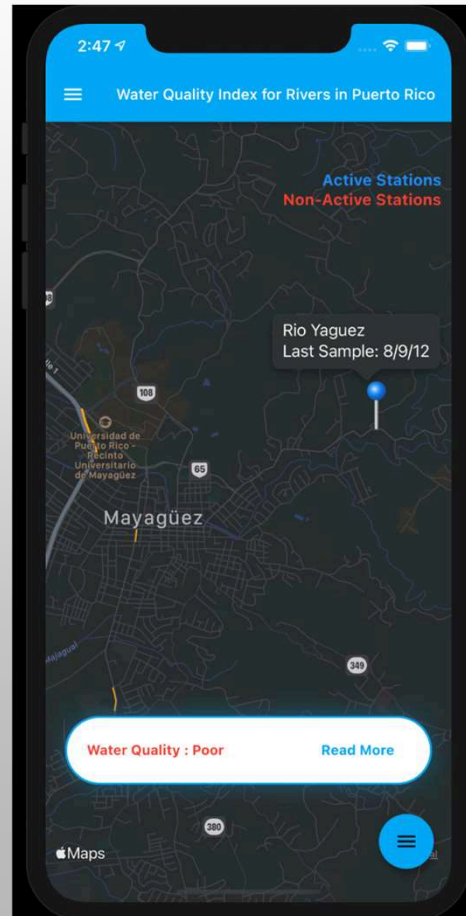 2:47
Water Quality Index for Rivers in Puerto Rico
Active Stations
Non-Active Stations
Rio Yaguez
Last Sample: 8/9/12
108
Universidad de
Puerto Rico -
Recinto
Universitario
de Mayagüez
65
Mayagüez
349
Water Quality : Poor
Read More
380
Maps